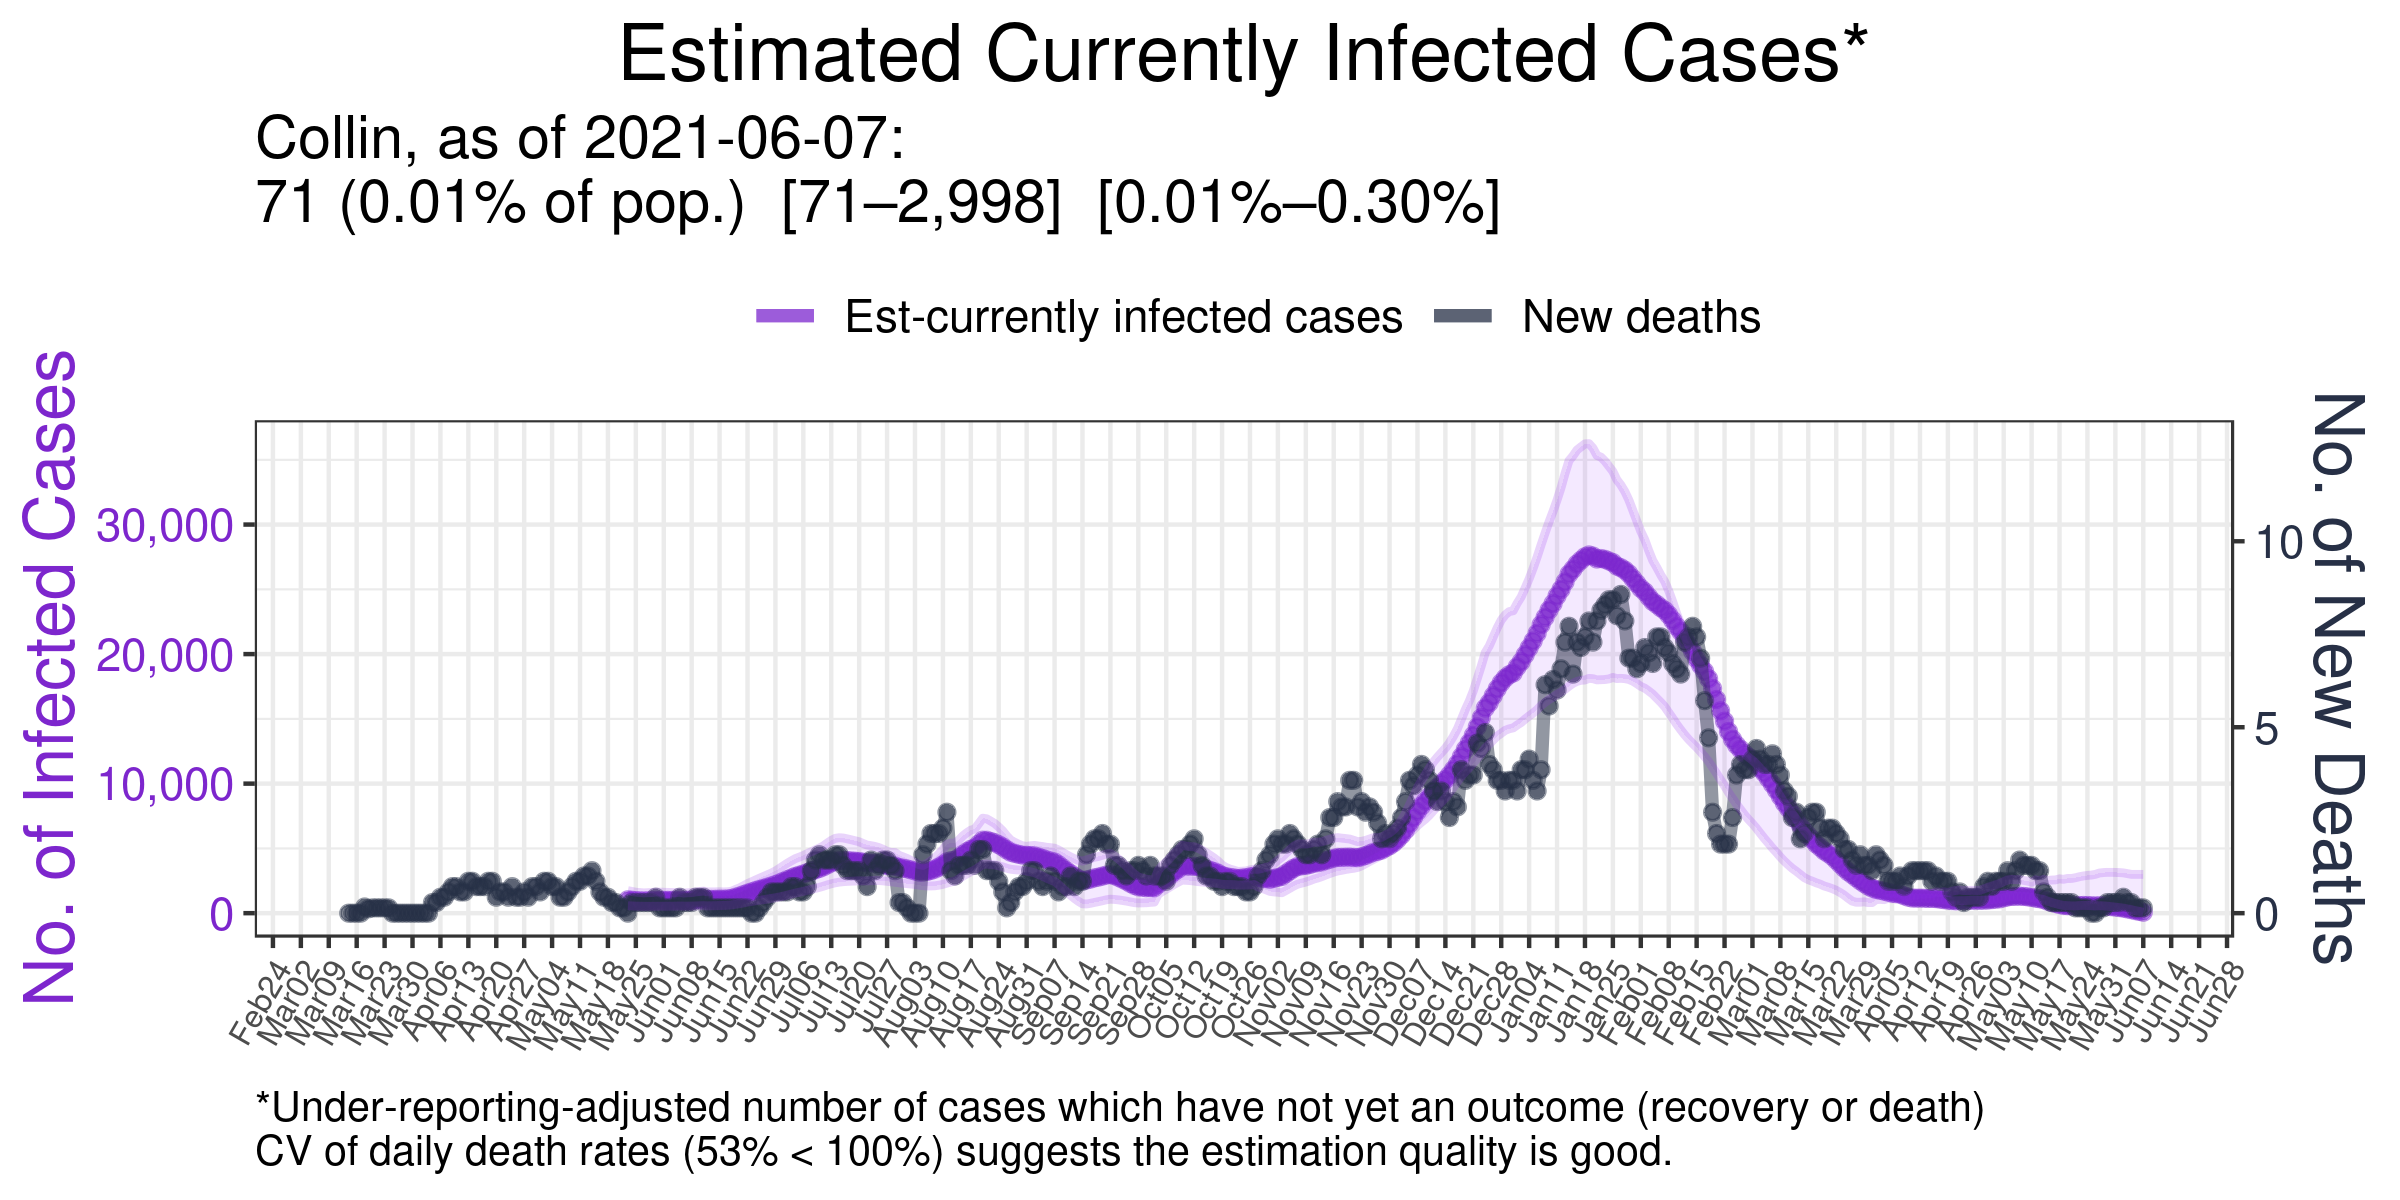 Estimated Currently Infected Cases*
Collin, as of 2021-06-07:
71 (0.01% of pop.)  [71–2,998]  [0.01%–0.30%]
Est-currently infected cases
New deaths
No. of Infected Cases
30,000
20,000
10,000
0
No. of New Deaths
10
5
0
Feb24
Mar02
Mar09
Mar16
Mar23
Mar30
Apr06
Apr13
Apr20
Apr27
May04
May11
May18
May25
Jun01
Jun08
Jun15
Jun22
Jun29
Jul06
Jul13
Jul20
Jul27
Aug03
Aug10
Aug17
Aug24
Aug31
Sep07
Sep14
Sep21
Sep28
Oct05
Oct12
Oct19
Oct26
Nov02
Nov09
Nov16
Nov23
Nov30
Dec07
Dec14
Dec21
Dec28
Jan04
Jan11
Jan18
Jan25
Feb01
Feb08
Feb15
Feb22
Mar01
Mar08
Mar15
Mar22
Mar29
Apr05
Apr12
Apr19
Apr26
May03
May10
May17
May24
May31
Jun07
Jun14
Jun21
Jun28
*Under-reporting-adjusted number of cases which have not yet an outcome (recovery or death)
CV of daily death rates (53% < 100%) suggests the estimation quality is good.